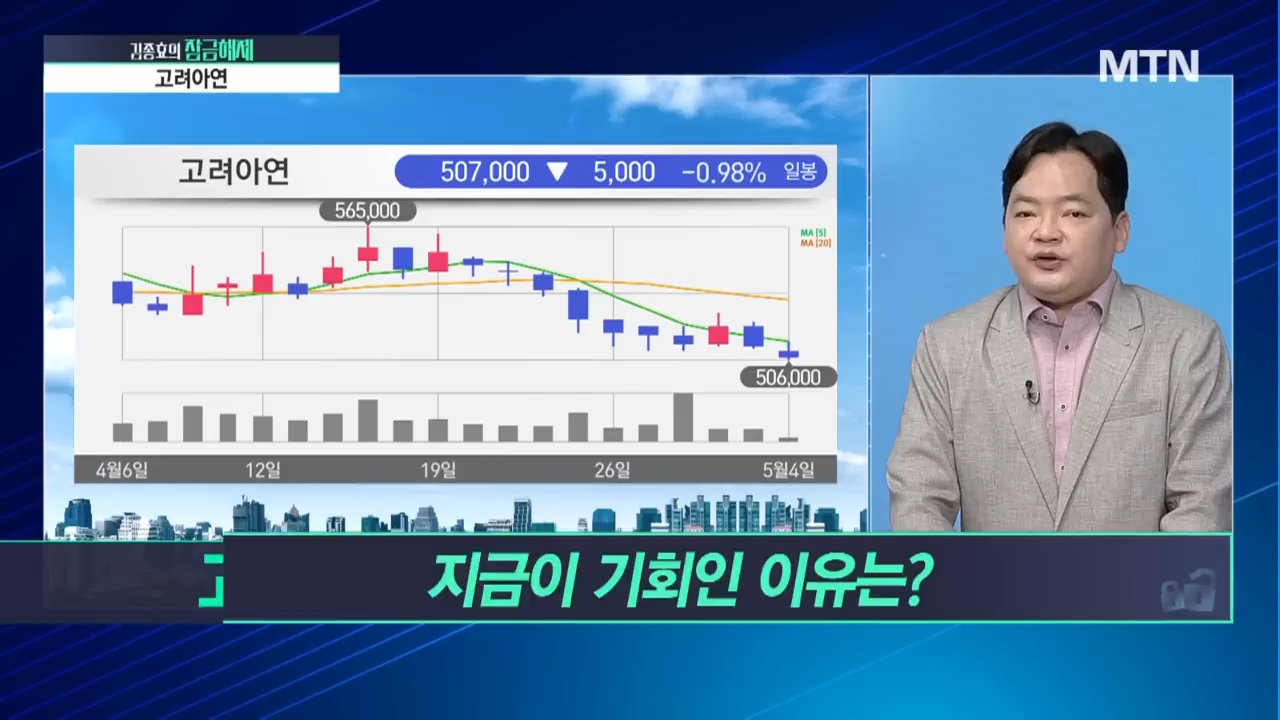 김종효의 잠금해제
고려아연
MTN
고려아연
507,000 ▼ 5,000 -0.98% 일봉
565,000
MA [5]
MA [20]
506,000
4월6일 12일 19일 26일 5월4일
지금이 기회인 이유는?